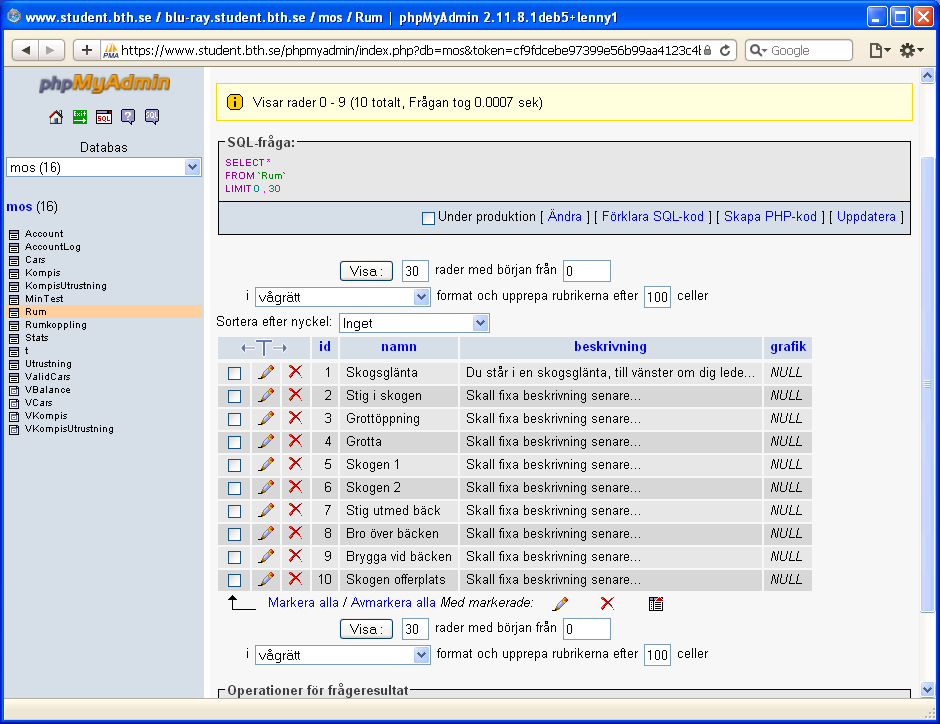 www.student.bth.se / blu-ray.student.bth.se / mos / Rum | phpMyAdmin 2.11.8.1deb5+lenny1
https://www.student.bth.se/phpmyadmin/index.php?db=mos&token=cf9fdcebe97399e56b99aa4123c4b
Google
phpMyAdmin
Exit
SQL
Databas
mos (16)
mos (16)
Account
AccountLog
Cars
Kompis
KompisUtrustning
MinTest
Rum
Rumkoppling
Stats
t
Utrustning
ValidCars
VBalance
VCars
VKompis
VKompisUtrustning
Visar rader 0 - 9 (10 totalt, Frågan tog 0.0007 sek)
SQL-fråga:
SELECT *
FROM `Rum`
LIMIT 0 , 30
Under produktion [ Ändra ] [ Förklara SQL-kod ] [ Skapa PHP-kod ] [ Uppdatera ]
Visa : 30 rader med början från 0
i vågrätt format och upprepa rubrikerna efter 100 celler
Sortera efter nyckel: Inget
←T→ id namn beskrivning grafik
1 Skogsglänta Du står i en skogsglänta, till vänster om dig lede... NULL
2 Stig i skogen Skall fixa beskrivning senare... NULL
3 Grottöppning Skall fixa beskrivning senare... NULL
4 Grotta Skall fixa beskrivning senare... NULL
5 Skogen 1 Skall fixa beskrivning senare... NULL
6 Skogen 2 Skall fixa beskrivning senare... NULL
7 Stig utmed bäck Skall fixa beskrivning senare... NULL
8 Bro över bäcken Skall fixa beskrivning senare... NULL
9 Brygga vid bäcken Skall fixa beskrivning senare... NULL
10 Skogen offerplats Skall fixa beskrivning senare... NULL
Markera alla / Avmarkera alla Med markerade:
Visa : 30 rader med början från 0
i vågrätt format och upprepa rubrikerna efter 100 celler
Operationer för frågeresultat